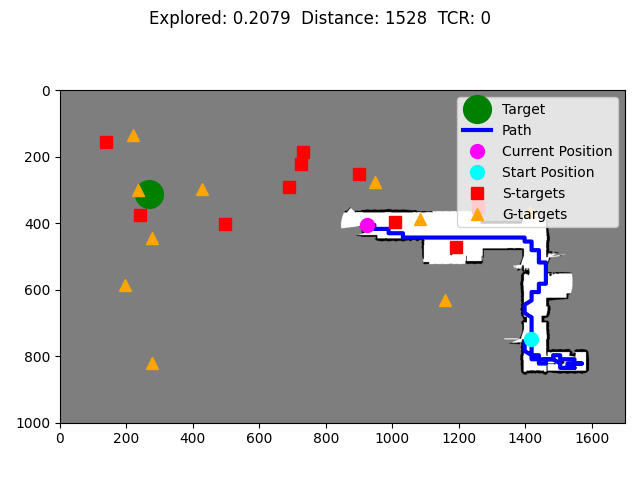 Explored: 0.2079  Distance: 1528  TCR: 0
Target
Path
Current Position
Start Position
S-targets
G-targets
0
200
400
600
800
1000
0 200 400 600 800 1000 1200 1400 1600